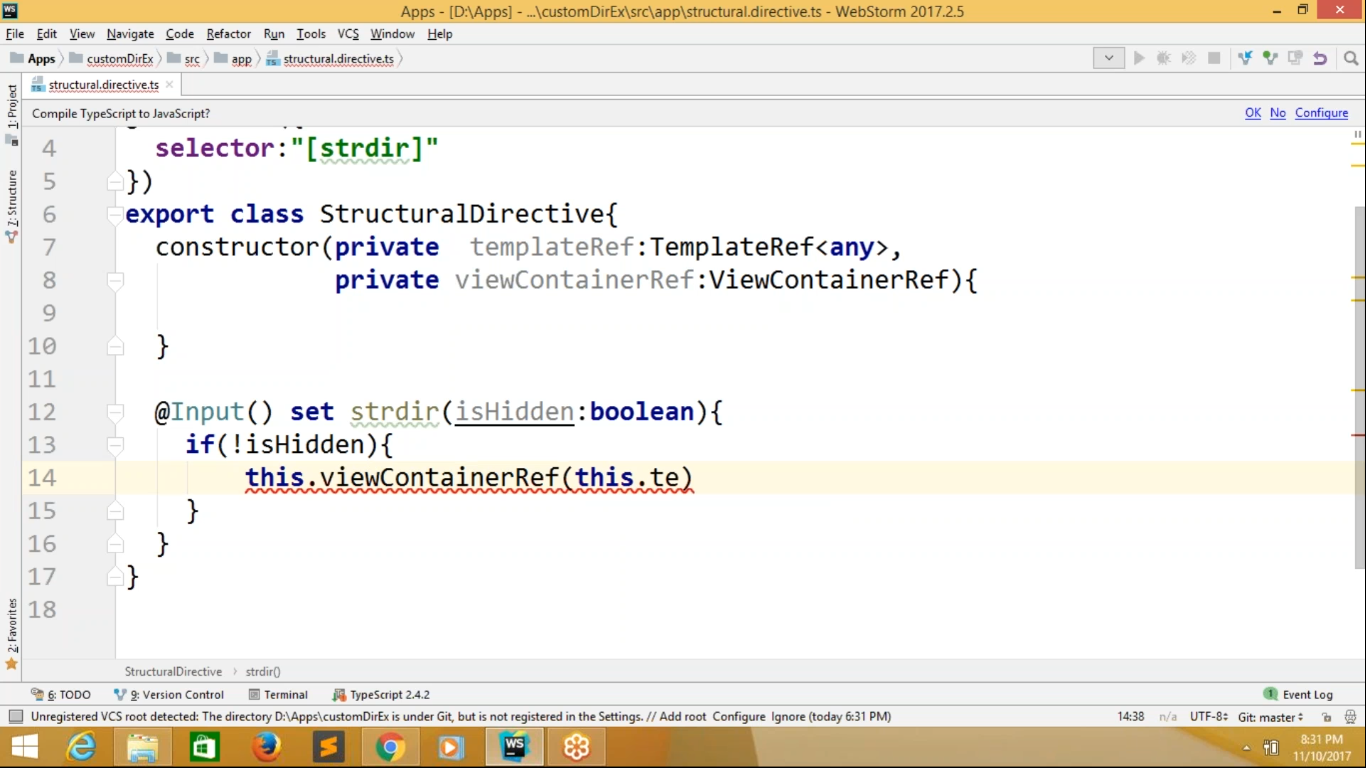 Apps - [D:\Apps] - ...\customDirEx\src\app\structural.directive.ts - WebStorm 2017.2.5
File Edit View Navigate Code Refactor Run Tools VCS Window Help
Apps customDirEx src app structural.directive.ts
structural.directive.ts
Compile TypeScript to JavaScript? OK No Configure
1: Project
7: Structure
2: Favorites
4 selector:"[strdir]"
5 })
6 export class StructuralDirective{
7 constructor(private templateRef:TemplateRef<any>,
8 private viewContainerRef:ViewContainerRef){
9
10 }
11
12 @Input() set strdir(isHidden:boolean){
13 if(!isHidden){
14 this.viewContainerRef(this.te)
15 }
16 }
17 }
18
StructuralDirective strdir()
6: TODO 9: Version Control Terminal TypeScript 2.4.2 1 Event Log
Unregistered VCS root detected: The directory D:\Apps\customDirEx is under Git, but is not registered in the Settings. // Add root Configure Ignore (today 6:31 PM) 14:38 n/a UTF-8 Git: master
WS
8:31 PM
11/10/2017